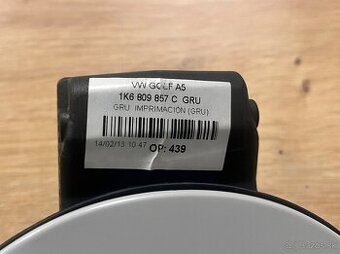 VW GOLF A5
1K6 809 857 C GRU
GRU IMPRIMACION (GRU)
14/02/13 10:47 OP: 439